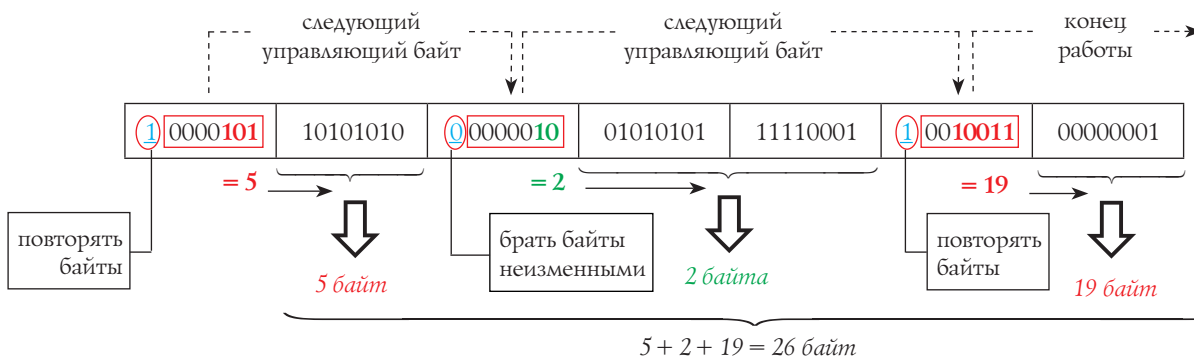 следующий
управляющий байт
следующий
управляющий байт
конец
работы
1 0000101 10101010 0 0000010 01010101 11110001 1 0010011 00000001
= 5
= 2
= 19
повторять
байты
брать байты
неизменными
повторять
байты
5 байт
2 байта
19 байт
5 + 2 + 19 = 26 байт